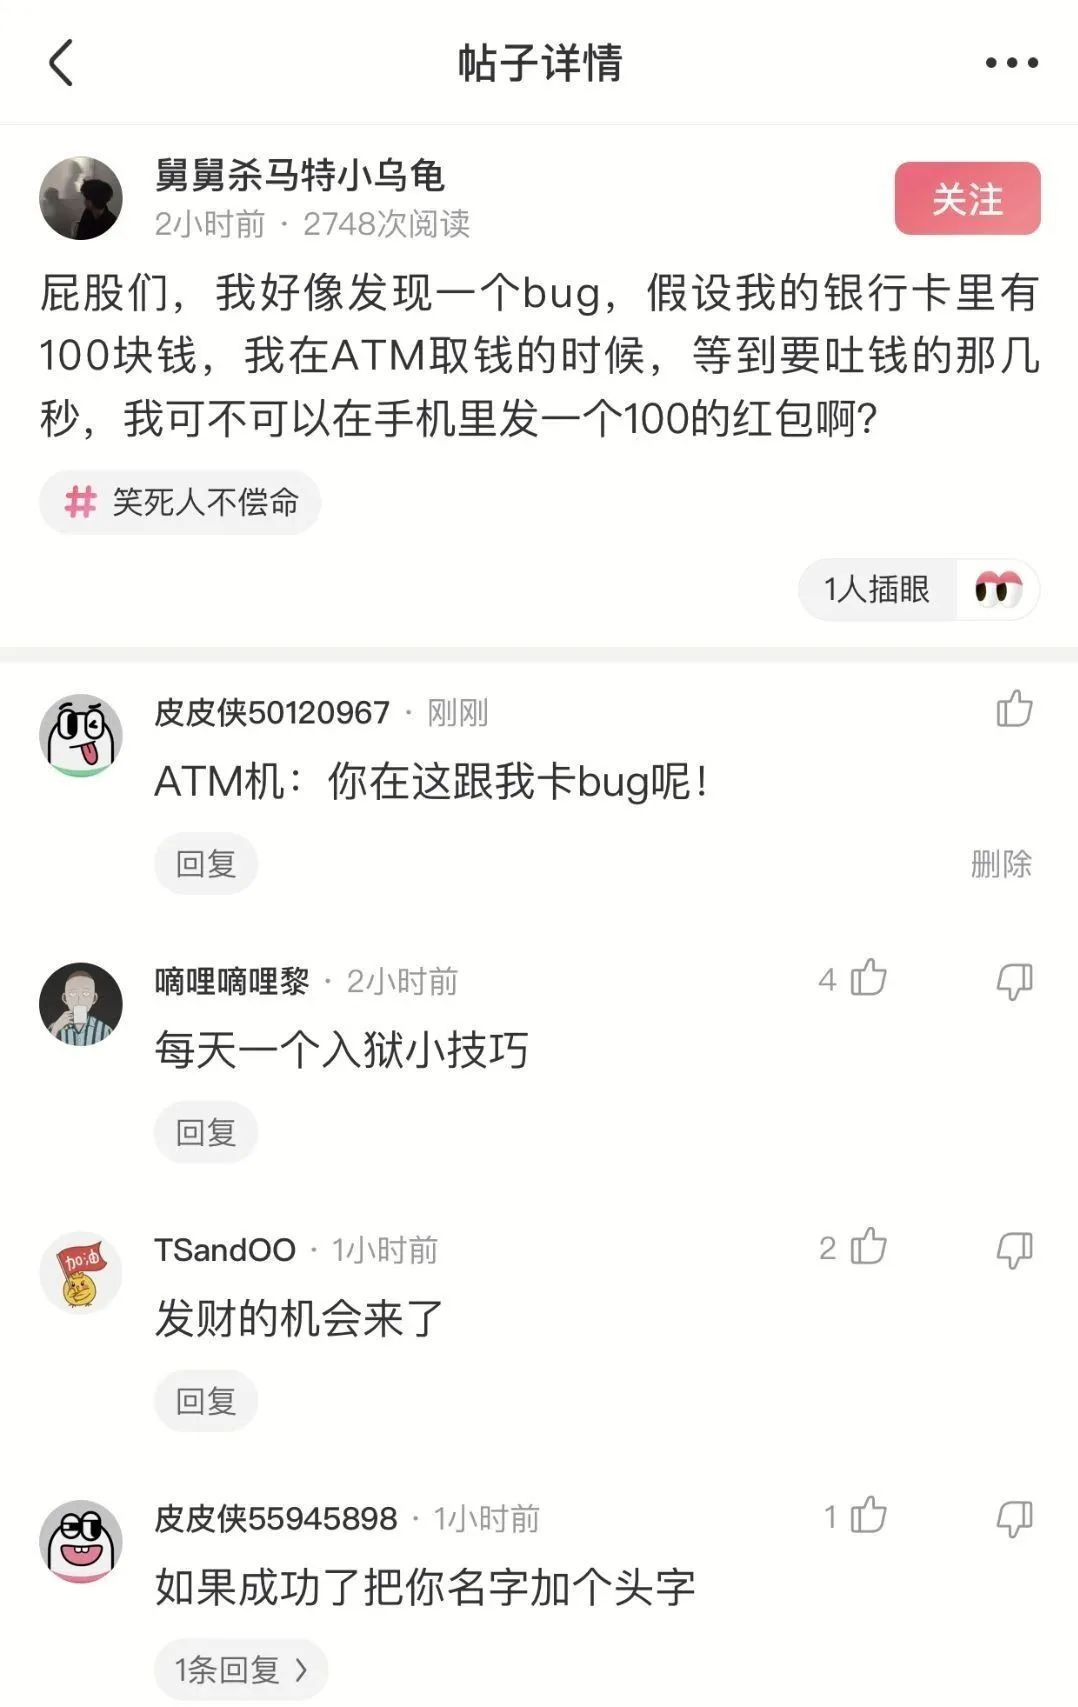 帖子详情
舅舅杀马特小乌龟
2小时前 · 2748次阅读
关注
屁股们，我好像发现一个bug，假设我的银行卡里有
100块钱，我在ATM取钱的时候，等到要吐钱的那几
秒，我可不可以在手机里发一个100的红包啊？
# 笑死人不偿命
1人插眼
皮皮侠50120967 · 刚刚
ATM机：你在这跟我卡bug呢！
回复
删除
嘀哩嘀哩黎 · 2小时前
4
每天一个入狱小技巧
回复
加油
TSandOO · 1小时前
2
发财的机会来了
回复
皮皮侠55945898 · 1小时前
1
如果成功了把你名字加个头字
1条回复 >